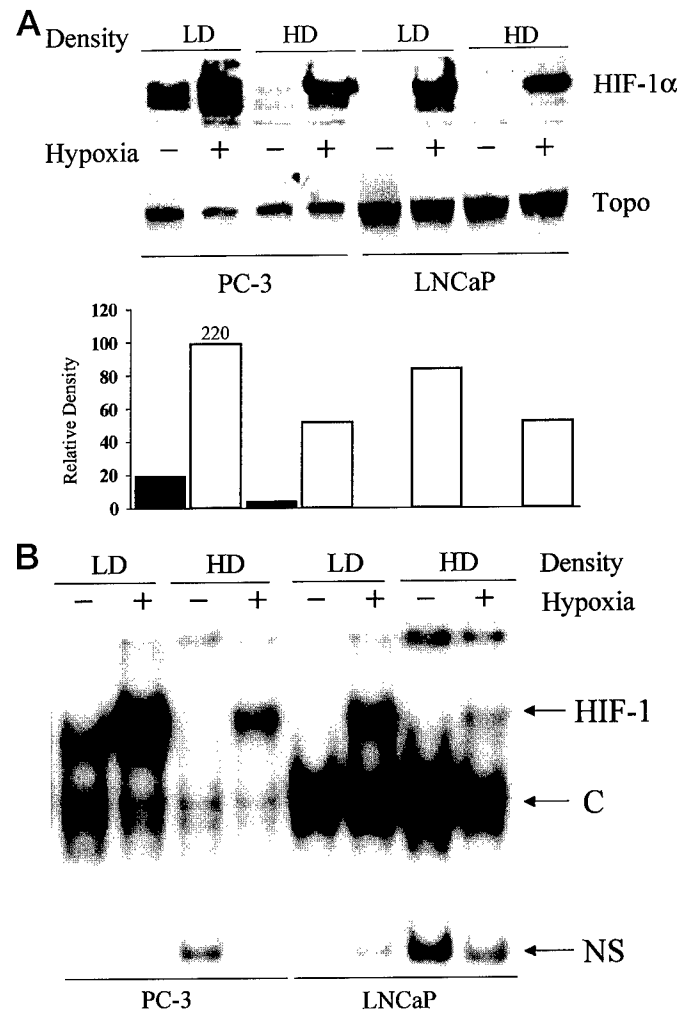 A
Density LD HD LD HD
HIF-1α
Hypoxia − + − + − + − +
Topo
PC-3 LNCaP
120
100
80
60
40
20
0
Relative Density
220
B
LD HD LD HD Density
− + − + − + − + Hypoxia
HIF-1
C
NS
PC-3 LNCaP